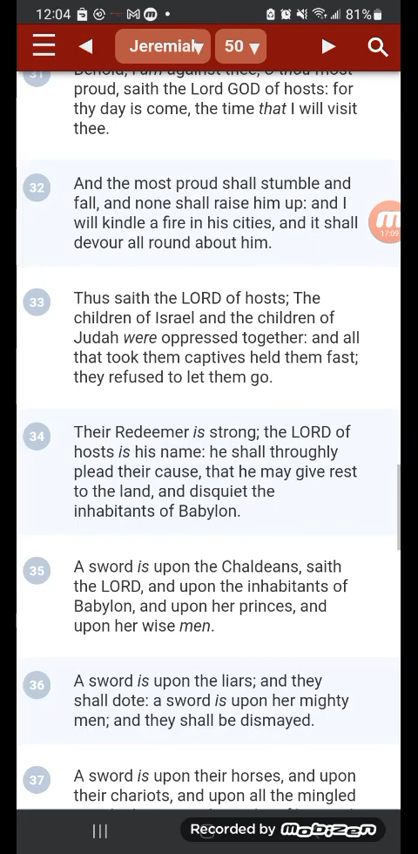 12:04 81%
Jeremiah 50
31 Behold, I am against thee, O thou most
proud, saith the Lord GOD of hosts: for
thy day is come, the time that I will visit
thee.
32 And the most proud shall stumble and
fall, and none shall raise him up: and I
will kindle a fire in his cities, and it shall
devour all round about him.
17:09
33 Thus saith the LORD of hosts; The
children of Israel and the children of
Judah were oppressed together: and all
that took them captives held them fast;
they refused to let them go.
34 Their Redeemer is strong; the LORD of
hosts is his name: he shall throughly
plead their cause, that he may give rest
to the land, and disquiet the
inhabitants of Babylon.
35 A sword is upon the Chaldeans, saith
the LORD, and upon the inhabitants of
Babylon, and upon her princes, and
upon her wise men.
36 A sword is upon the liars; and they
shall dote: a sword is upon her mighty
men; and they shall be dismayed.
37 A sword is upon their horses, and upon
their chariots, and upon all the mingled
Recorded by mobizen